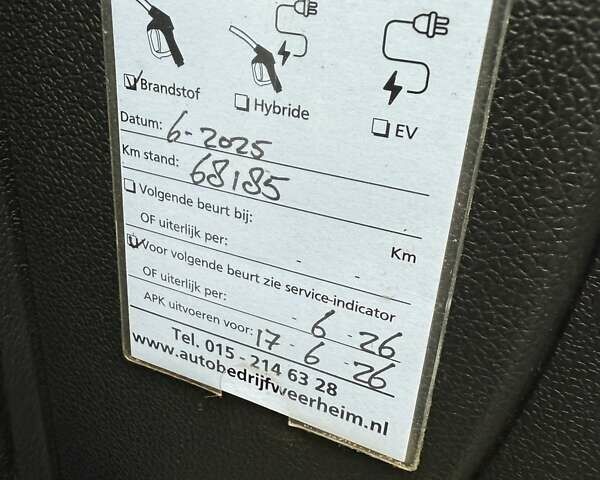 Brandstof
Hybride
EV
Datum: 6-2025
Km stand: 68185
Volgende beurt bij:
Km
OF uiterlijk per: - -
Voor volgende beurt zie service-indicator
OF uiterlijk per: - 6 - 26
APK uitvoeren voor: 17 - 6 - 26
Tel. 015 - 214 63 28
www.autobedrijfweerheim.nl